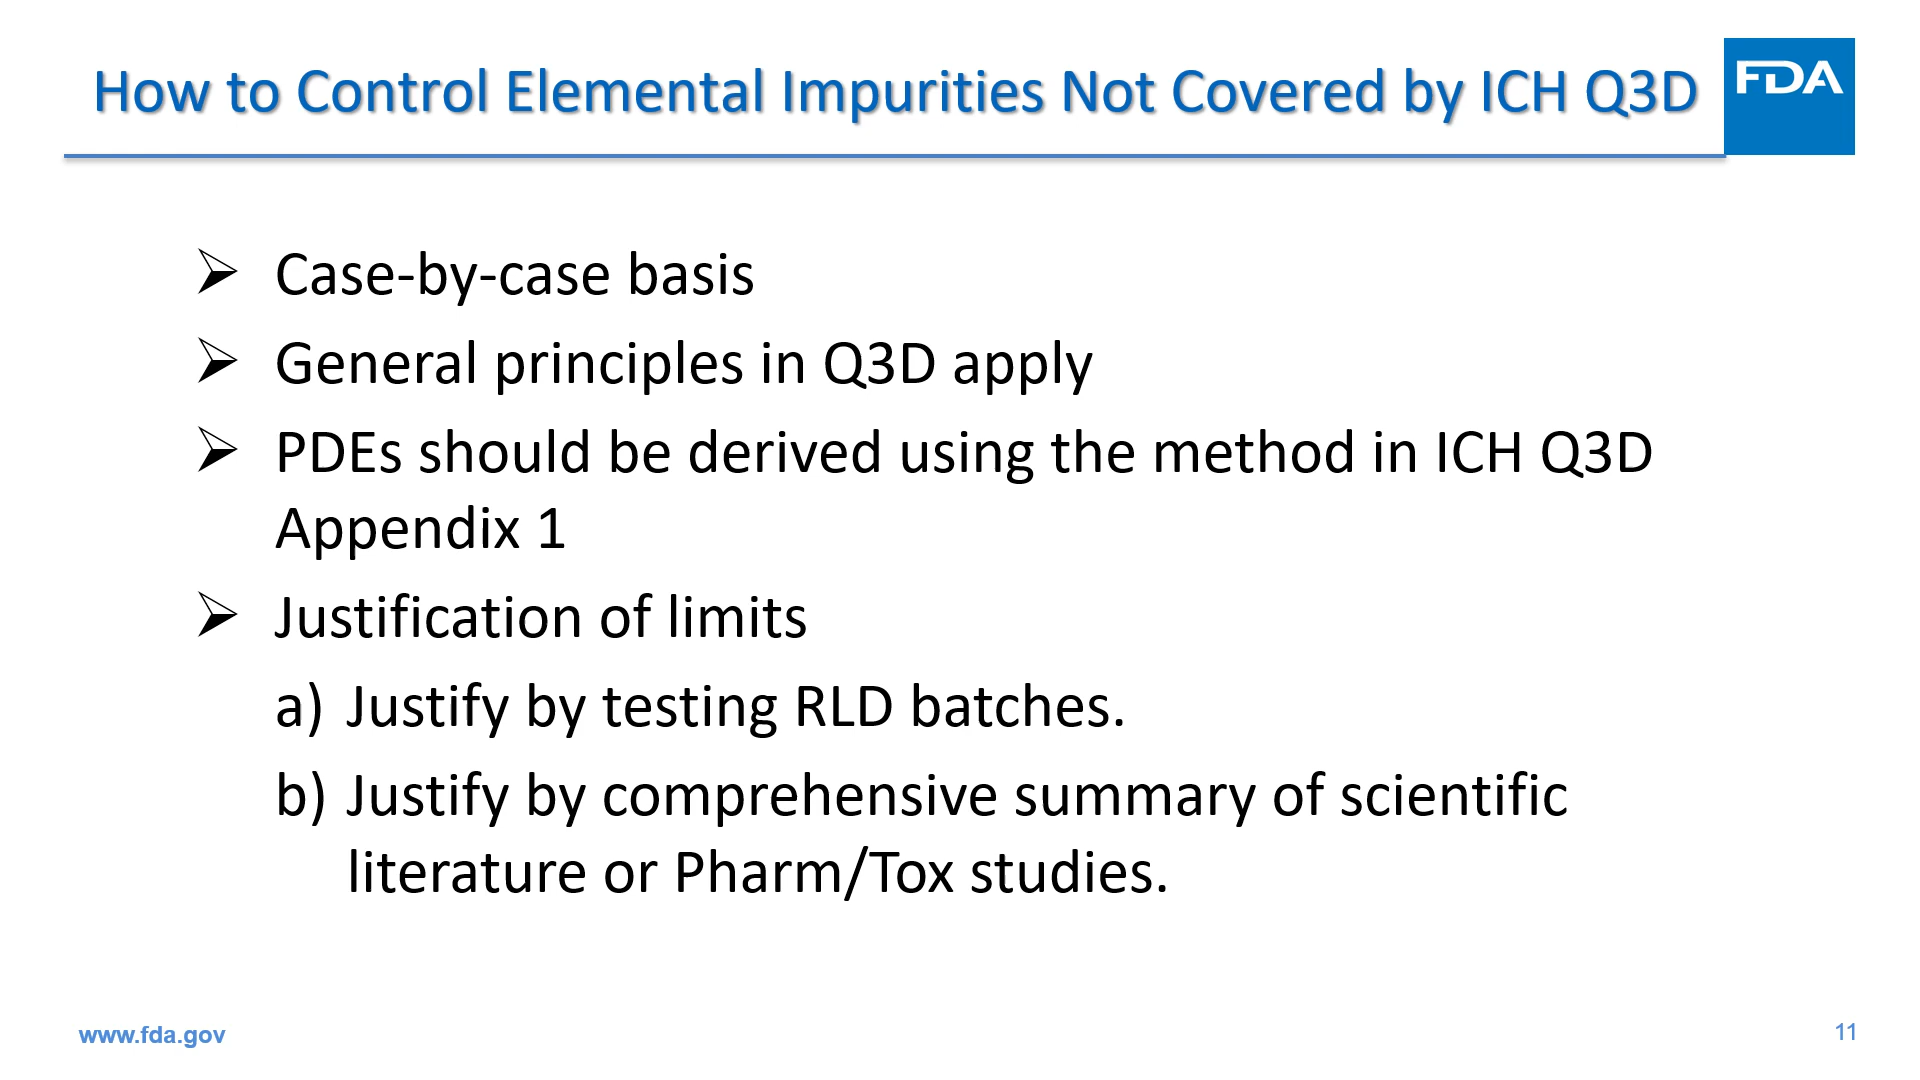 How to Control Elemental Impurities Not Covered by ICH Q3D
FDA
➢ Case-by-case basis
➢ General principles in Q3D apply
➢ PDEs should be derived using the method in ICH Q3D
Appendix 1
➢ Justification of limits
a) Justify by testing RLD batches.
b) Justify by comprehensive summary of scientific
literature or Pharm/Tox studies.
www.fda.gov
11